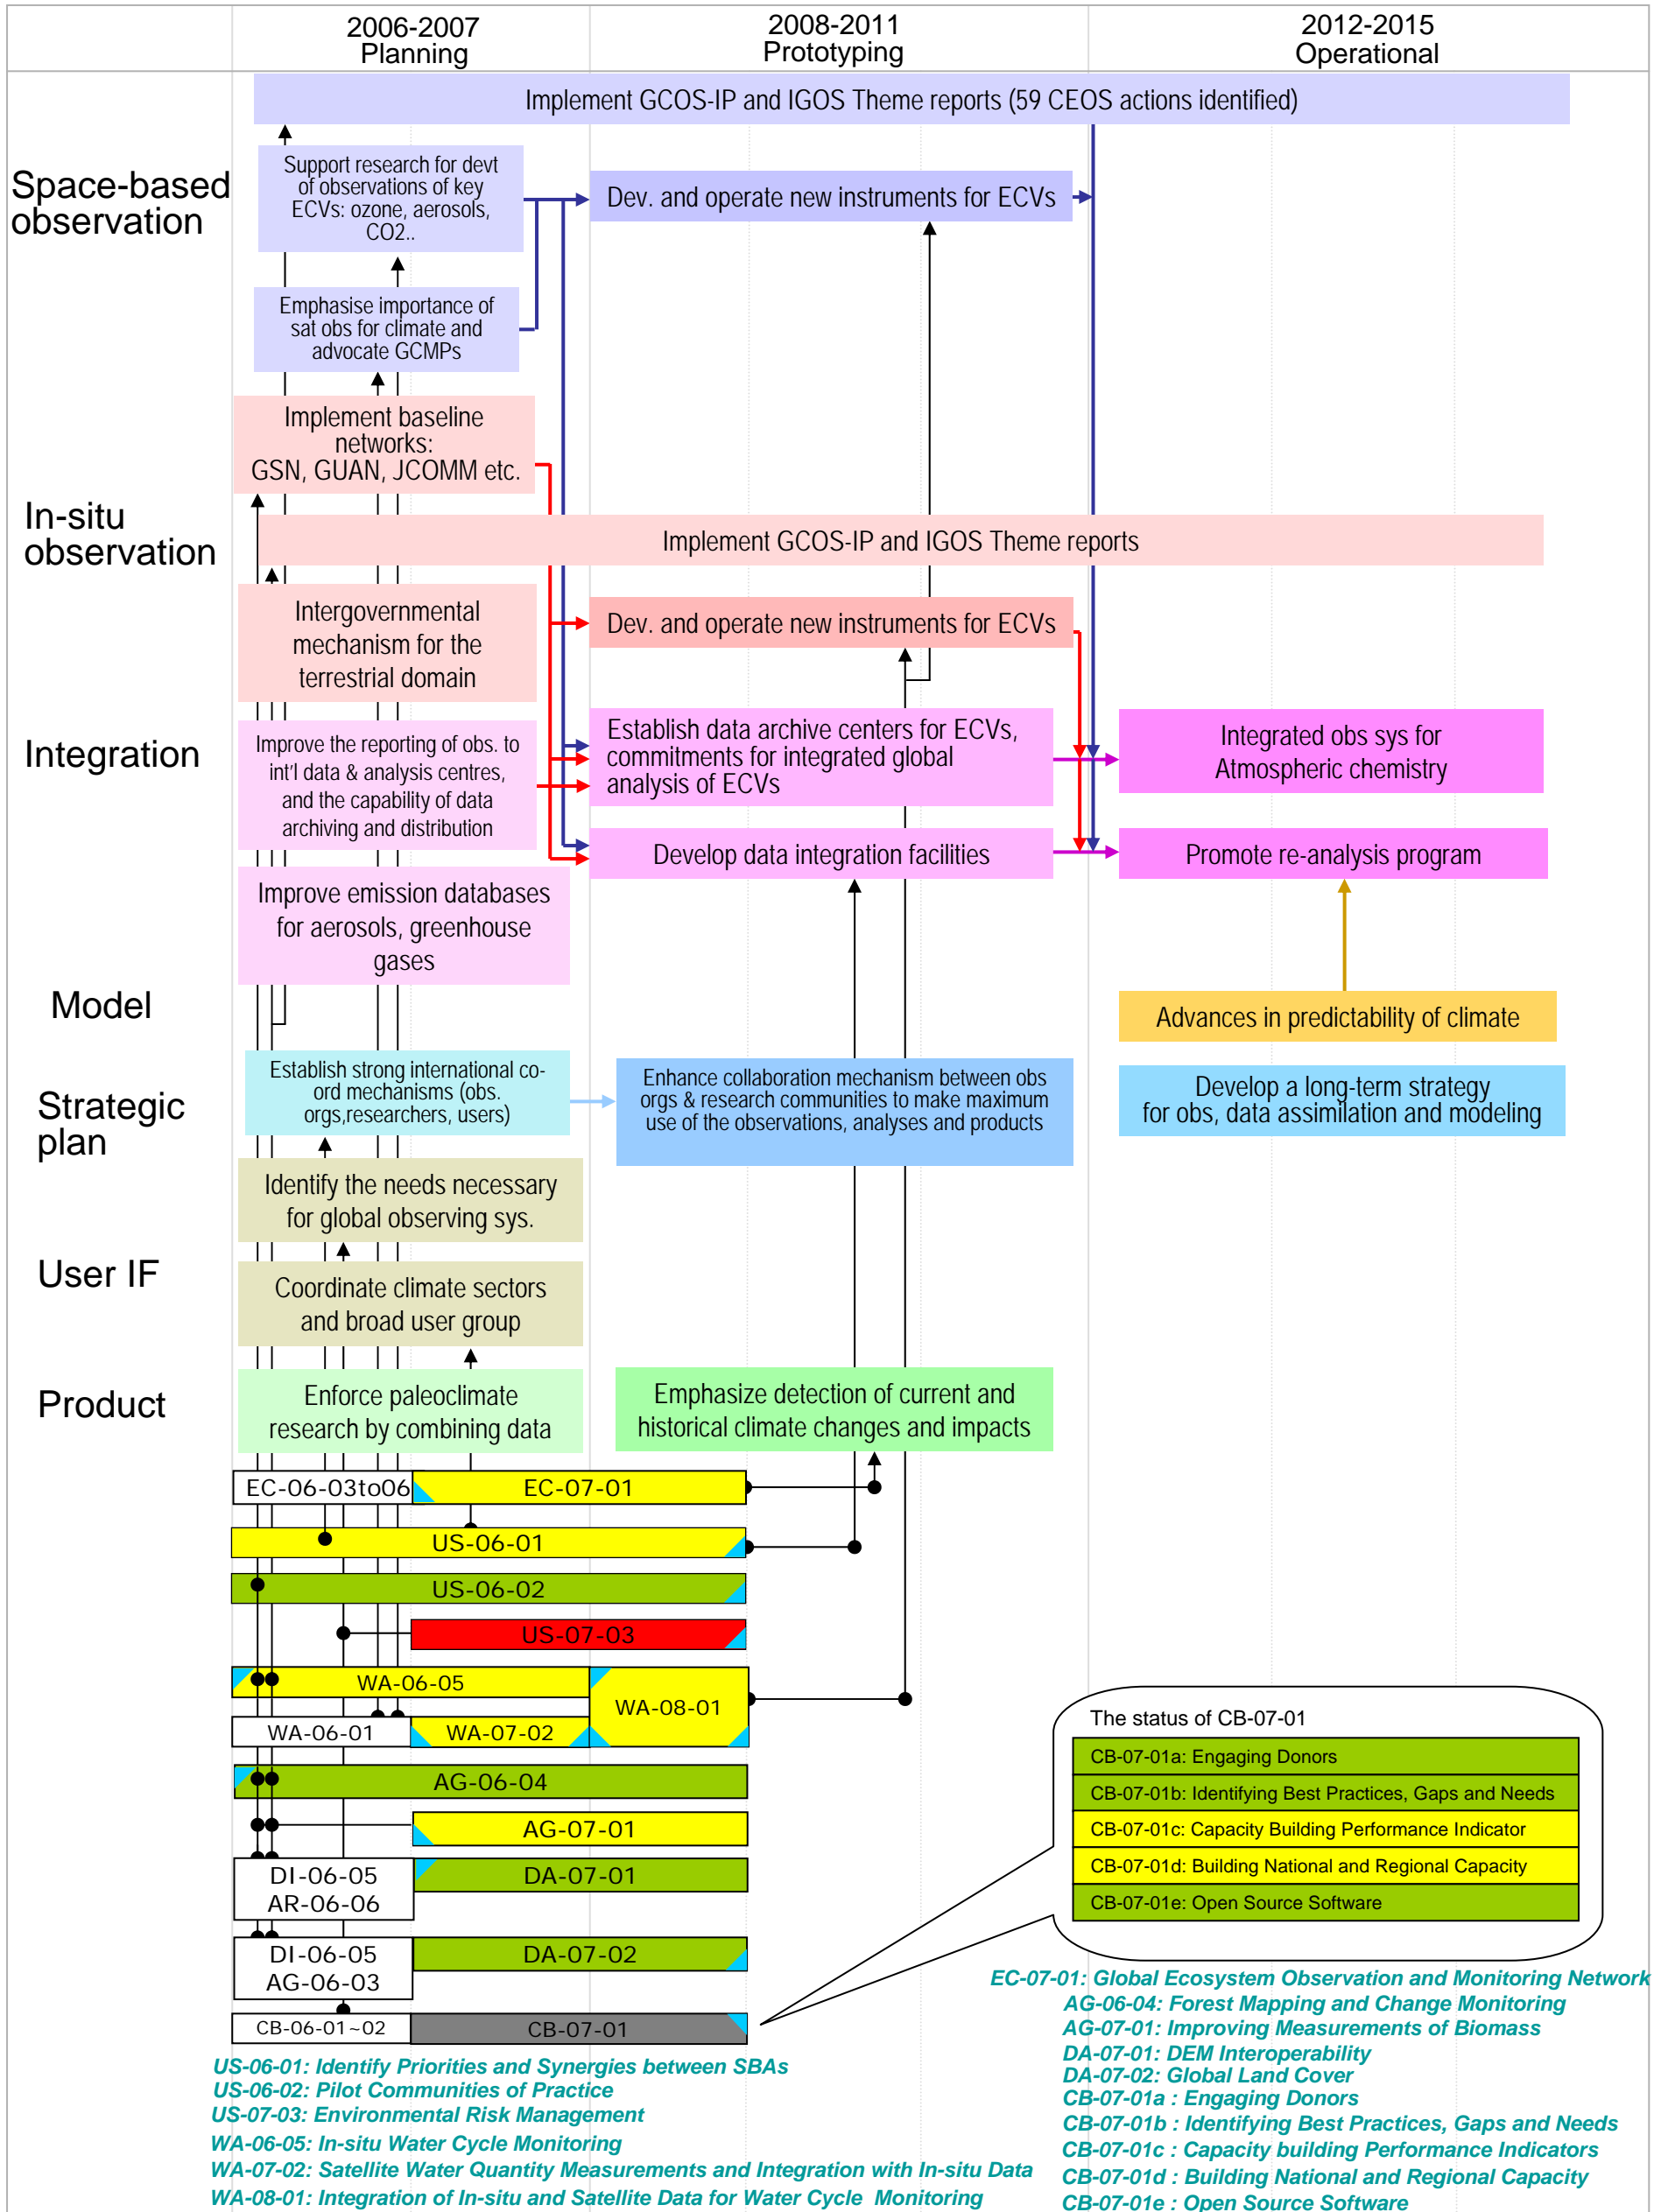 2006-2007
Planning
2008-2011
Prototyping
2012-2015
Operational
Implement GCOS-IP and IGOS Theme reports (59 CEOS actions identified)
Space-based
observation
Support research for devt
of observations of key
ECVs: ozone, aerosols,
CO2..
Dev. and operate new instruments for ECVs
Emphasise importance of
sat obs for climate and
advocate GCMPs
Implement baseline
networks:
GSN, GUAN, JCOMM etc.
In-situ
observation
Implement GCOS-IP and IGOS Theme reports
Intergovernmental
mechanism for the
terrestrial domain
Dev. and operate new instruments for ECVs
Integration
Improve the reporting of obs. to
int'l data & analysis centres,
and the capability of data
archiving and distribution
Establish data archive centers for ECVs,
commitments for integrated global
analysis of ECVs
Integrated obs sys for
Atmospheric chemistry
Develop data integration facilities
Promote re-analysis program
Improve emission databases
for aerosols, greenhouse
gases
Model
Advances in predictability of climate
Strategic
plan
Establish strong international co-
ord mechanisms (obs.
orgs,researchers, users)
Enhance collaboration mechanism between obs
orgs & research communities to make maximum
use of the observations, analyses and products
Develop a long-term strategy
for obs, data assimilation and modeling
Identify the needs necessary
for global observing sys.
User IF
Coordinate climate sectors
and broad user group
Product
Enforce paleoclimate
research by combining data
Emphasize detection of current and
historical climate changes and impacts
EC-06-03to06
EC-07-01
US-06-01
US-06-02
US-07-03
WA-06-05
WA-08-01
WA-06-01
WA-07-02
AG-06-04
AG-07-01
DI-06-05
AR-06-06
DA-07-01
DI-06-05
AG-06-03
DA-07-02
CB-06-01~02
CB-07-01
The status of CB-07-01
CB-07-01a: Engaging Donors
CB-07-01b: Identifying Best Practices, Gaps and Needs
CB-07-01c: Capacity Building Performance Indicator
CB-07-01d: Building National and Regional Capacity
CB-07-01e: Open Source Software
US-06-01: Identify Priorities and Synergies between SBAs
US-06-02: Pilot Communities of Practice
US-07-03: Environmental Risk Management
WA-06-05: In-situ Water Cycle Monitoring
WA-07-02: Satellite Water Quantity Measurements and Integration with In-situ Data
WA-08-01: Integration of In-situ and Satellite Data for Water Cycle Monitoring
EC-07-01: Global Ecosystem Observation and Monitoring Network
AG-06-04: Forest Mapping and Change Monitoring
AG-07-01: Improving Measurements of Biomass
DA-07-01: DEM Interoperability
DA-07-02: Global Land Cover
CB-07-01a : Engaging Donors
CB-07-01b : Identifying Best Practices, Gaps and Needs
CB-07-01c : Capacity building Performance Indicators
CB-07-01d : Building National and Regional Capacity
CB-07-01e : Open Source Software